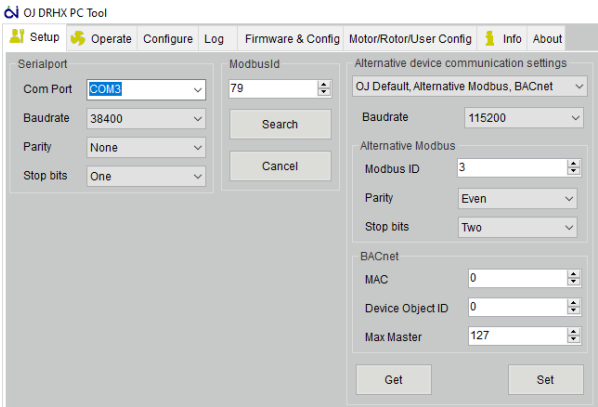 OJ DRHX PC Tool
Setup Operate Configure Log Firmware & Config Motor/Rotor/User Config Info About
Serialport
Com Port COM3
Baudrate 38400
Parity None
Stop bits One
ModbusId
79
Search
Cancel
Alternative device communication settings
OJ Default, Alternative Modbus, BACnet
Baudrate 115200
Alternative Modbus
Modbus ID 3
Parity Even
Stop bits Two
BACnet
MAC 0
Device Object ID 0
Max Master 127
Get Set